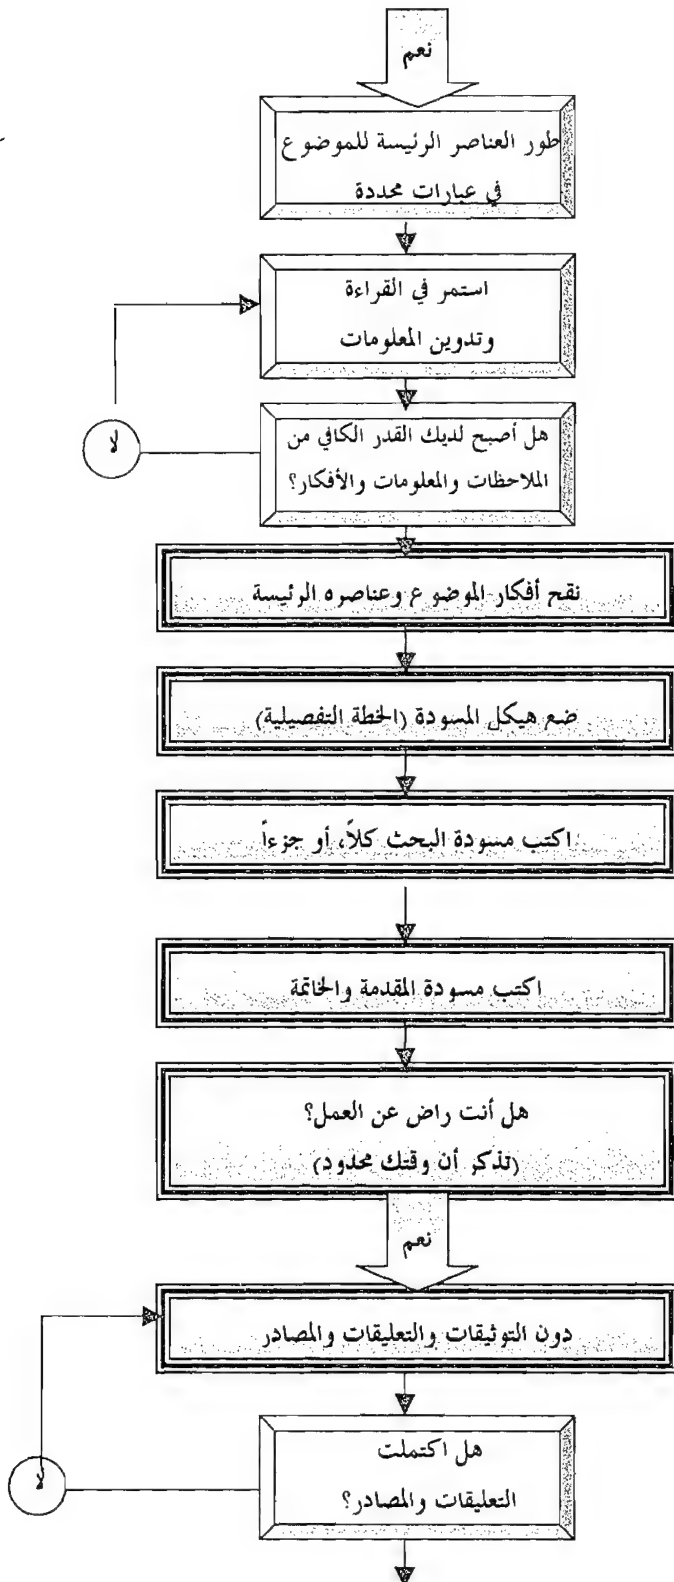 نعم
طور العناصر الرئيسة للموضوع
في عبارات محددة
استمر في القراءة
وتدوين المعلومات
هل أصبح لديك القدر الكافي من
الملاحظات والمعلومات والأفكار؟
لا
نقح أفكار الموضوع وعناصره الرئيسة
ضع هيكل المسودة (الخطة التفصيلية)
اكتب مسودة البحث كلاً، أو جزءاً
اكتب مسودة المقدمة والخاتمة
هل أنت راض عن العمل؟
(تذكر أن وقتك محدود)
نعم
دون التوثيقات والتعليقات والمصادر
هل اكتملت
التعليقات والمصادر؟
لا